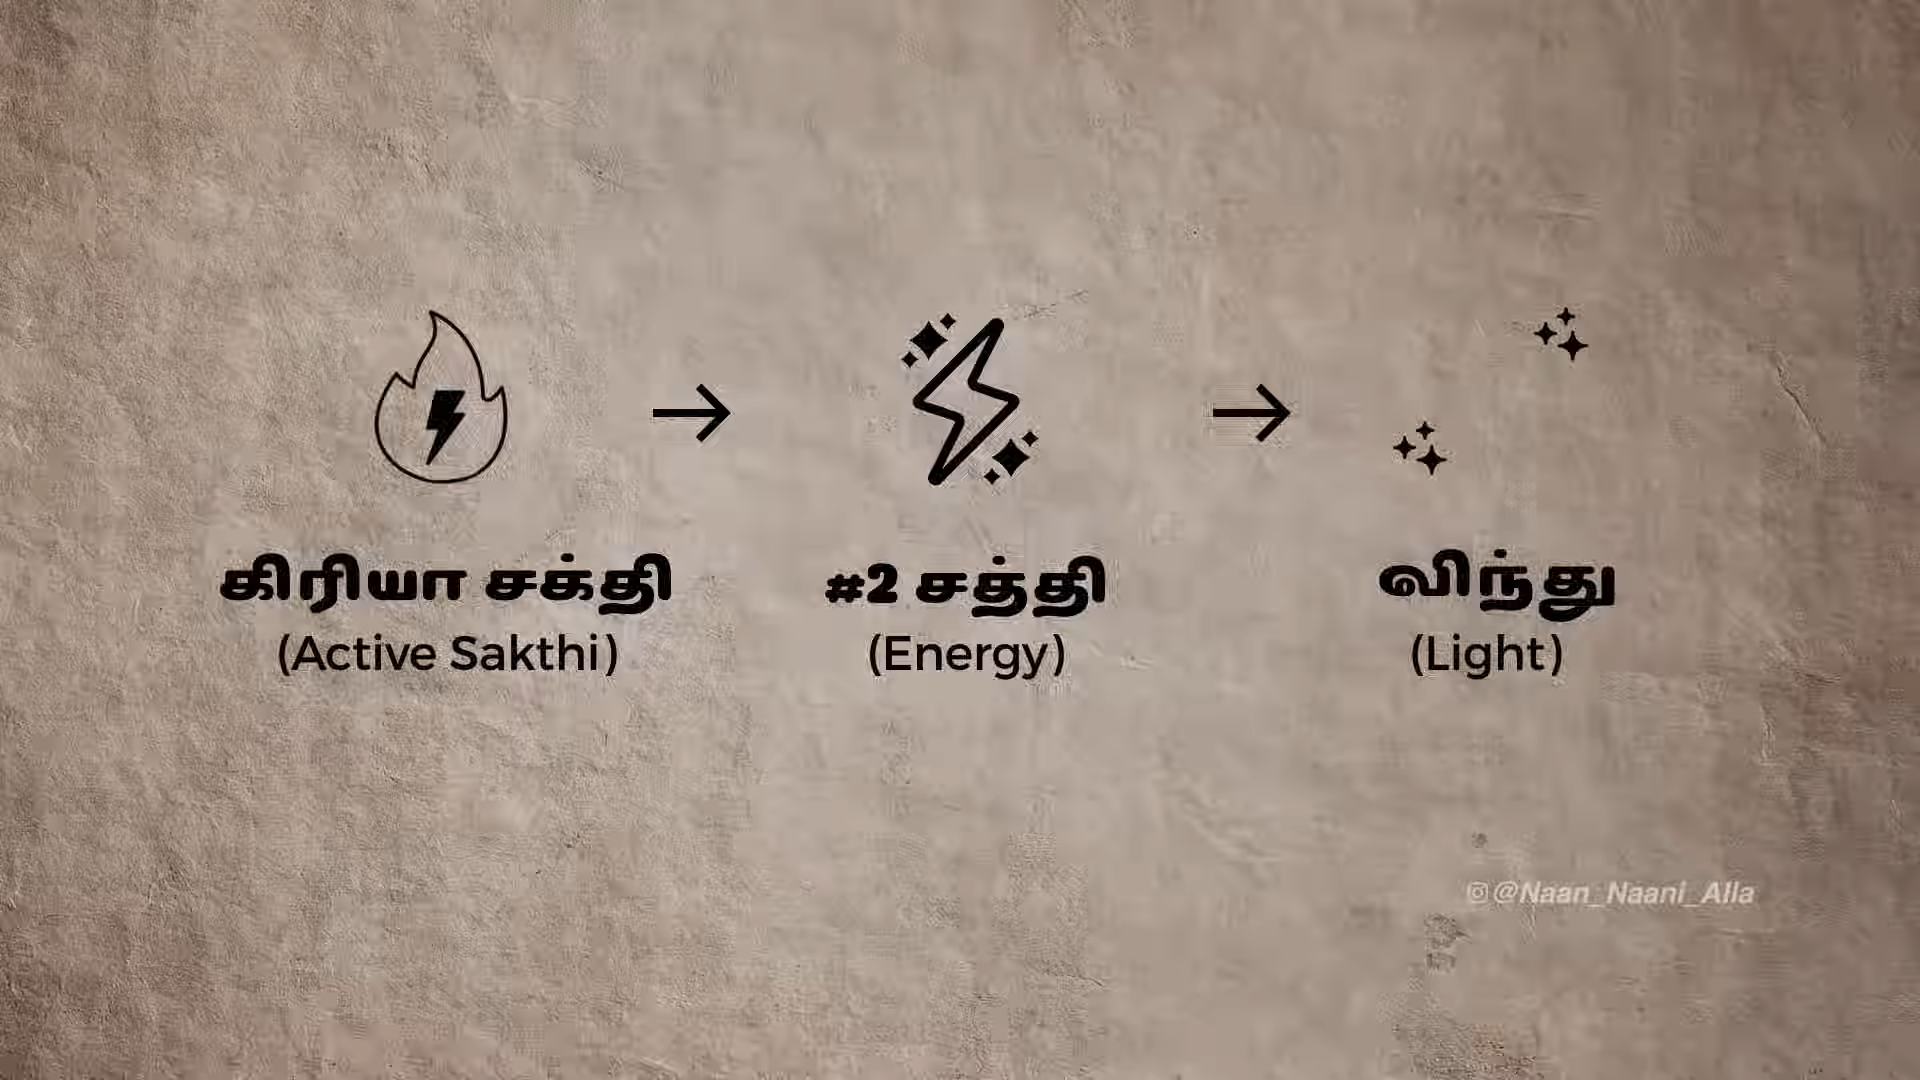 கிரியா சக்தி
(Active Sakthi)
#2 சத்தி
(Energy)
விந்து
(Light)
@Naan_Naani_Alla